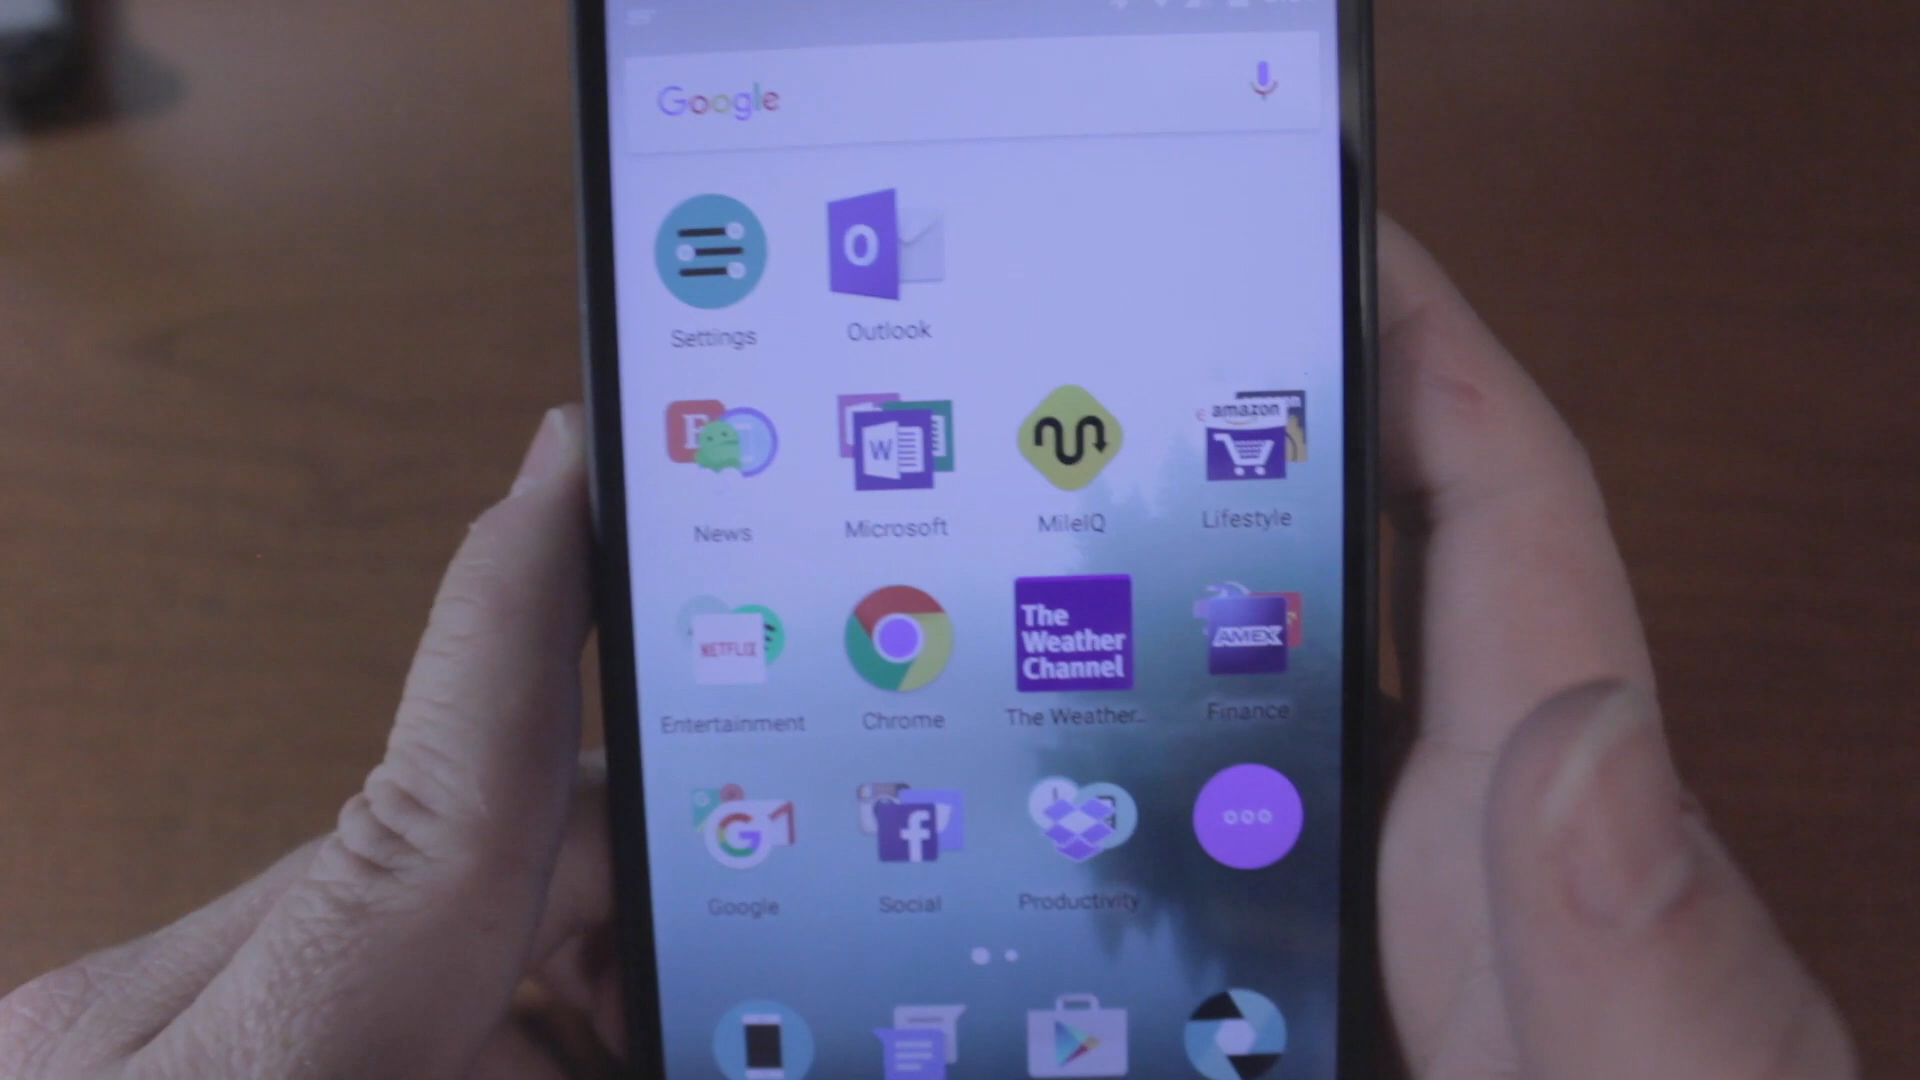 Google
Settings
Outlook
O
News
Microsoft
W
MileIQ
amazon
Lifestyle
NETFLIX
Entertainment
Chrome
The
Weather
Channel
The Weather...
AMEX
Finance
G
Google
f
Social
Productivity